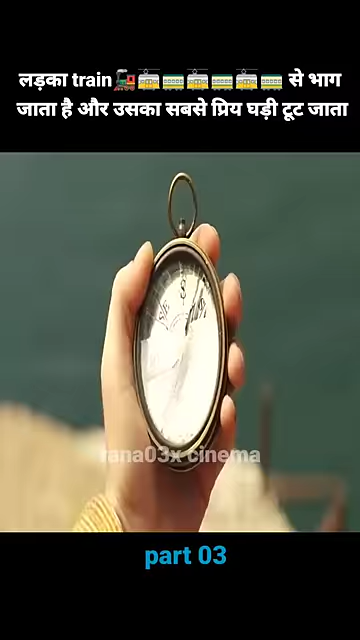 लड़का train🚂🚋🚃🚋🚃🚋🚃 से भाग
जाता है और उसका सबसे प्रिय घड़ी टूट जाता
S
rana03x cinema
part 03